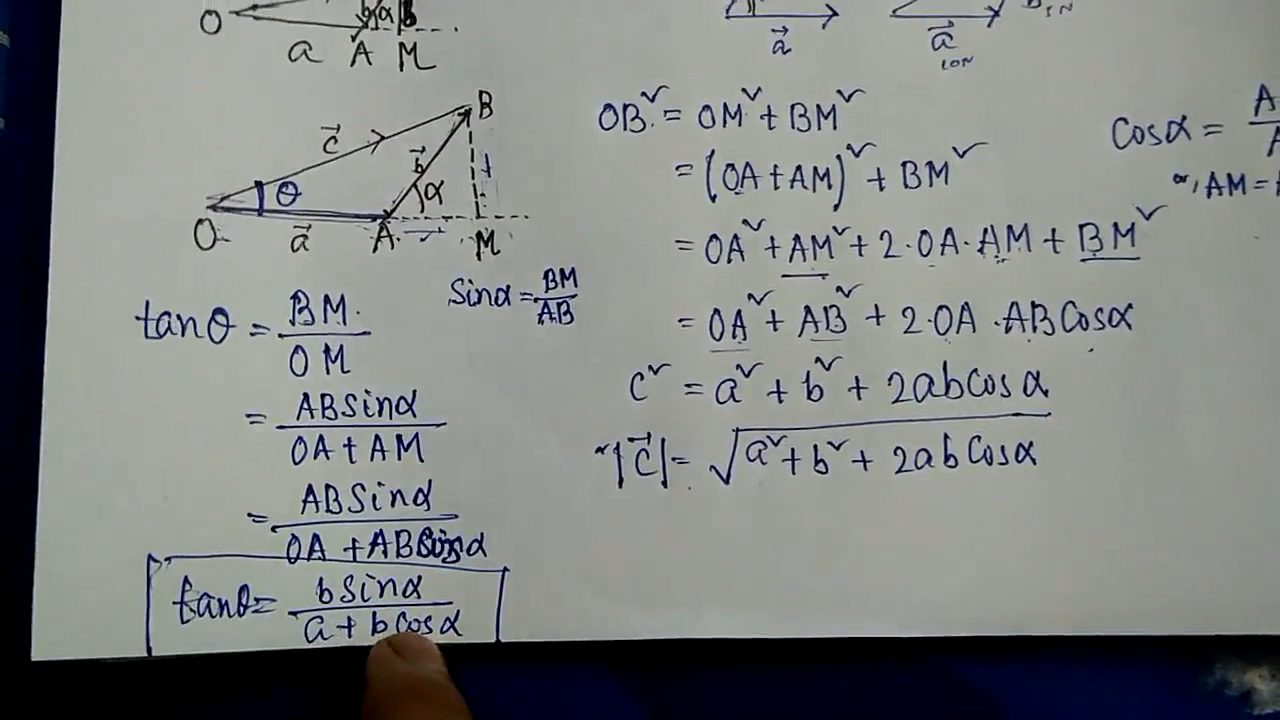 O α
a A M
a⃗
a⃗
10N
B
c⃗
b⃗
θ
α
O a⃗ A M
tanθ = BM / OM
Sinα = BM / AB
= ABSinα / OA + AM
= ABSinα / OA + ABCosα
tanθ = bSinα / a + bCosα
OB² = OM² + BM²
= (OA + AM)² + BM²
= OA² + AM² + 2·OA·AM + BM²
= OA² + AB² + 2·OA·ABCosα
c² = a² + b² + 2abCosα
|c⃗| = √a² + b² + 2abCosα
Cosα = A
or, AM =